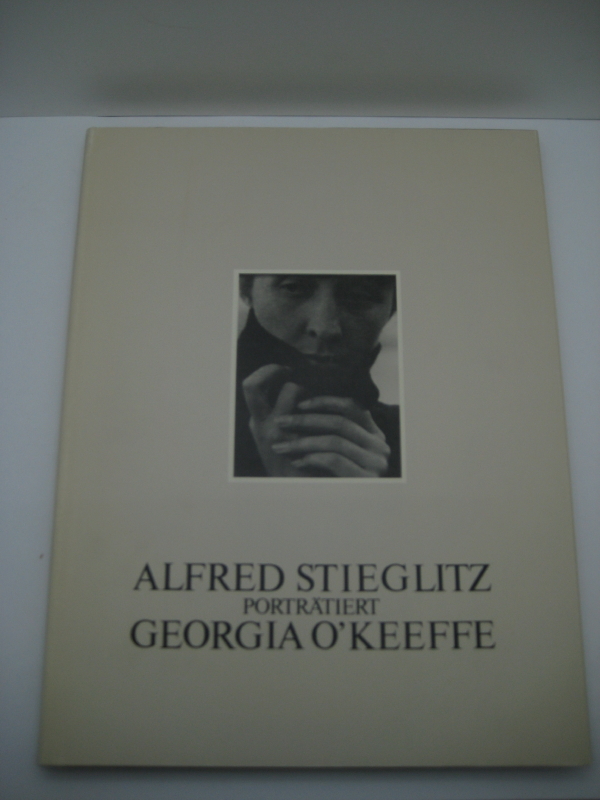 ALFRED STIEGLITZ
PORTRÄTIERT
GEORGIA O'KEEFFE